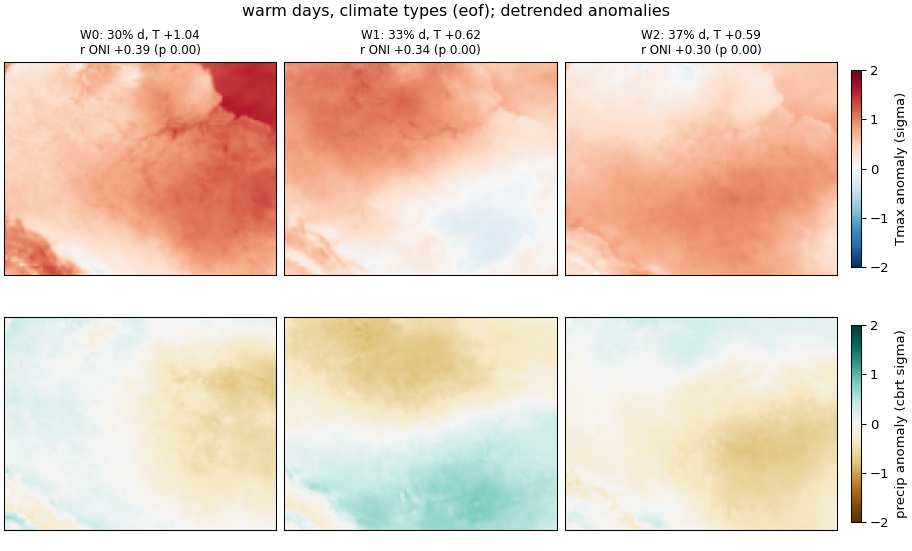 warm days, climate types (eof); detrended anomalies
W0: 30% d, T +1.04
r ONI +0.39 (p 0.00)
W1: 33% d, T +0.62
r ONI +0.34 (p 0.00)
W2: 37% d, T +0.59
r ONI +0.30 (p 0.00)
2
1
0
−1
−2
Tmax anomaly (sigma)
2
1
0
−1
−2
precip anomaly (cbrt sigma)